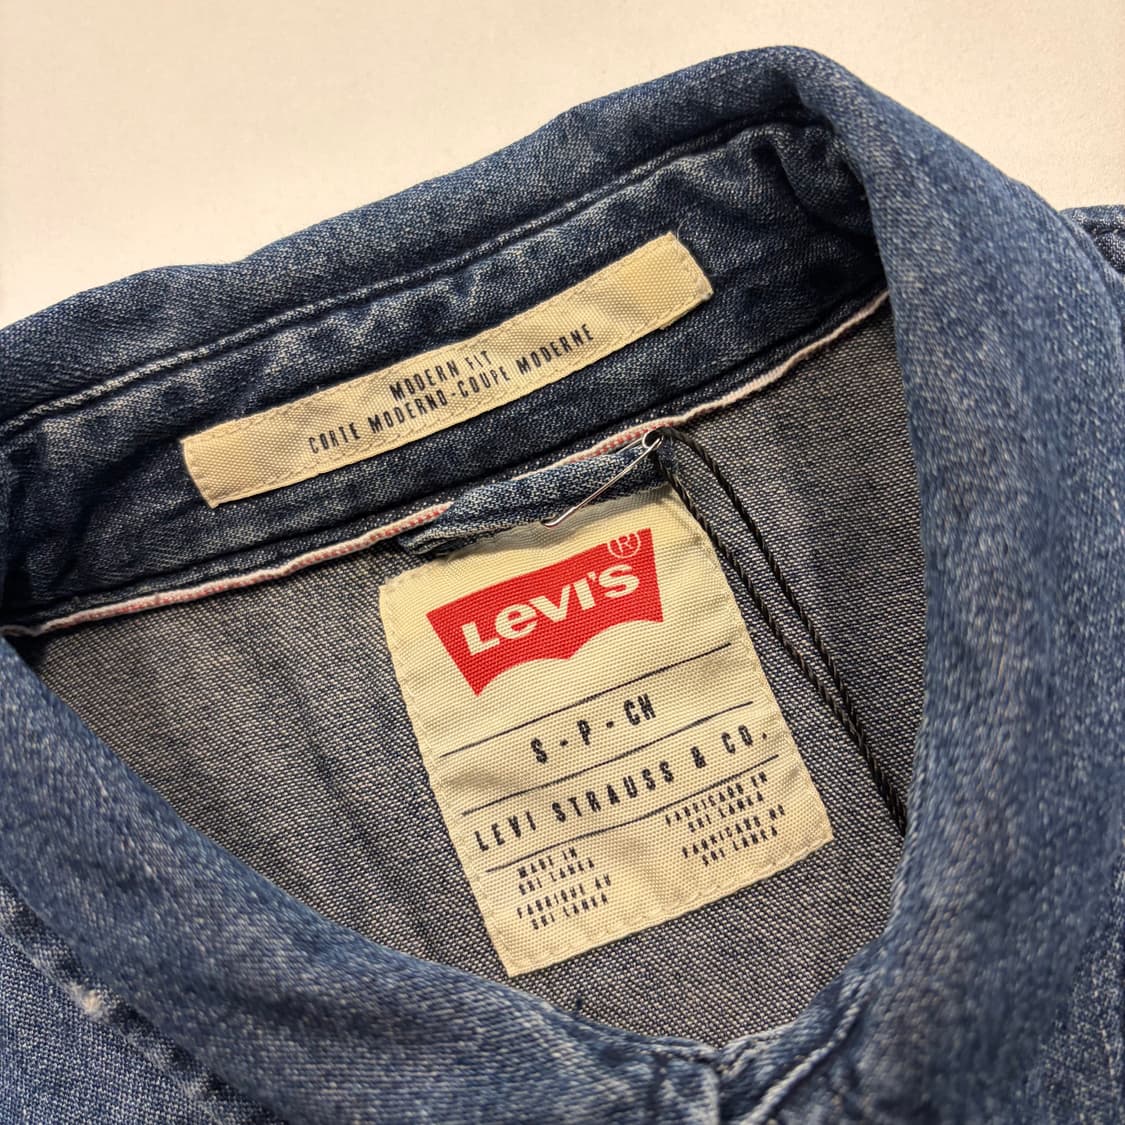 MODERN FIT
CORTE MODERNO-COUPE MODERNE
Levi's®
S - P - CH
LEVI STRAUSS & CO.
MADE IN
SRI LANKA
FABRIQUE AU
SRI LANKA
FABRICADO EN
SRI LANKA
FABRICADO NO
SRI LANKA